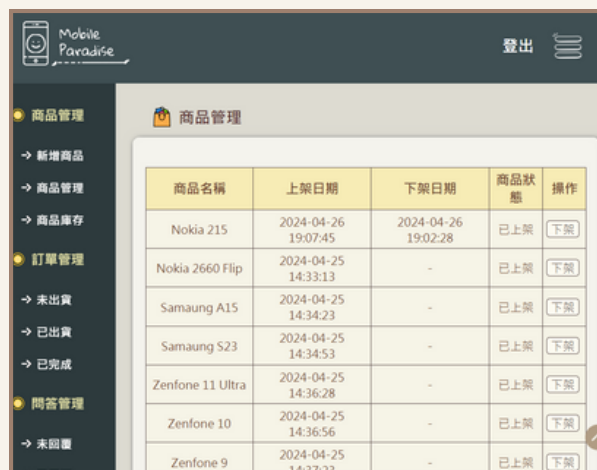 Mobile
Paradise
登出
商品管理
新增商品
商品管理
商品庫存
訂單管理
未出貨
已出貨
已完成
問答管理
未回覆
商品管理
商品名稱 上架日期 下架日期 商品狀態 操作
Nokia 215 2024-04-26 19:07:45 2024-04-26 19:02:28 已上架 下架
Nokia 2660 Flip 2024-04-25 14:33:13 - 已上架 下架
Samaung A15 2024-04-25 14:34:23 - 已上架 下架
Samaung S23 2024-04-25 14:34:53 - 已上架 下架
Zenfone 11 Ultra 2024-04-25 14:36:28 - 已上架 下架
Zenfone 10 2024-04-25 14:36:56 - 已上架 下架
Zenfone 9 2024-04-25 - 已上架 下架